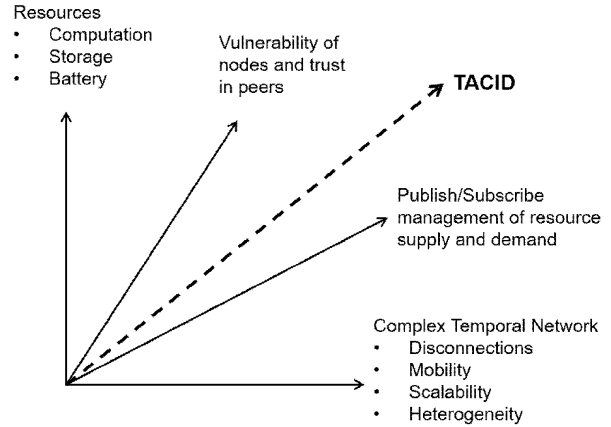 Resources
• Computation
• Storage
• Battery
Vulnerability of
nodes and trust
in peers
TACID
Publish/Subscribe
management of resource
supply and demand
Complex Temporal Network
• Disconnections
• Mobility
• Scalability
• Heterogeneity